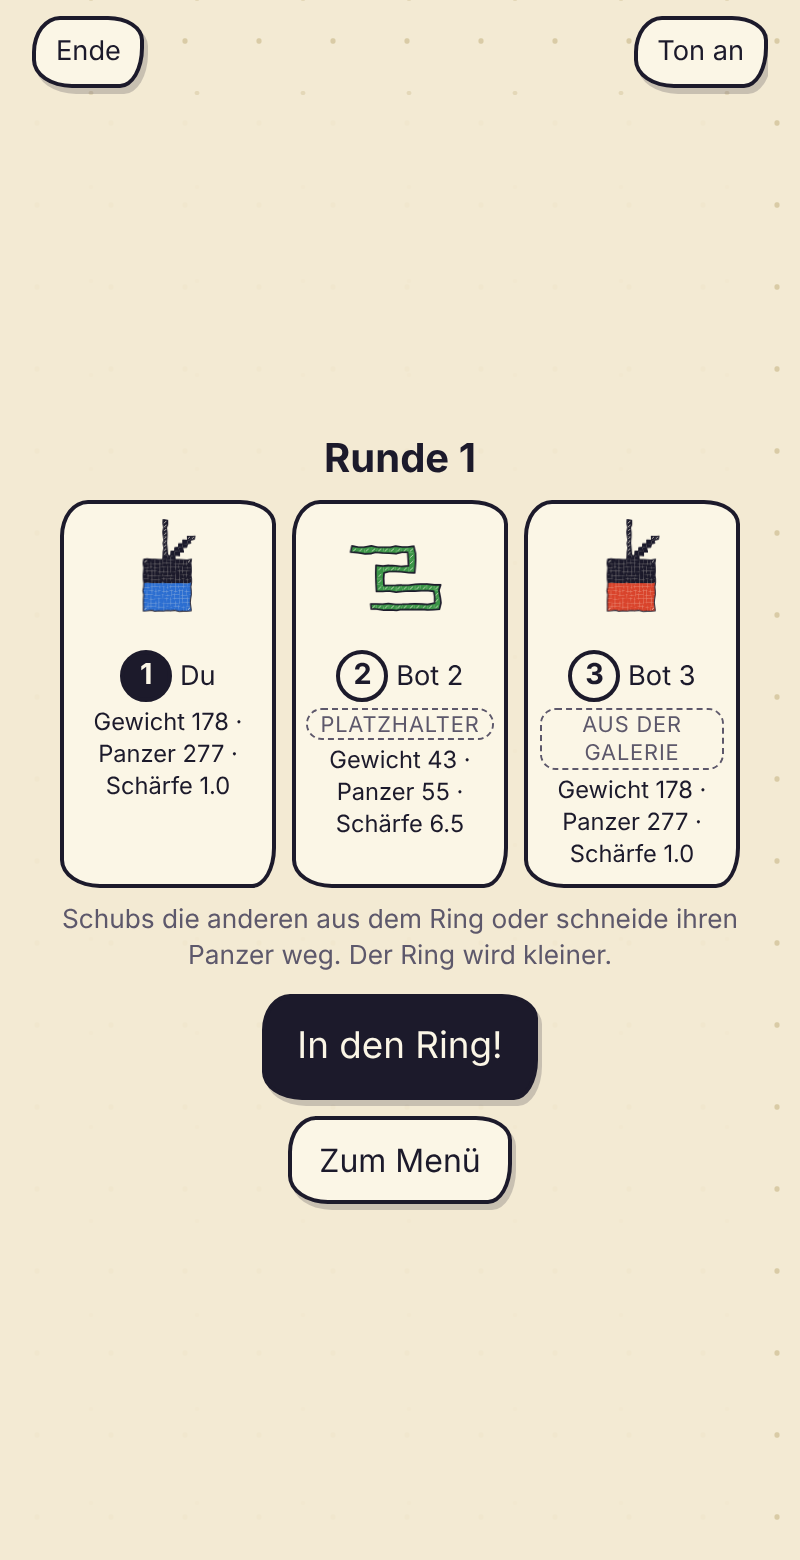 Ende
Ton an
Runde 1
1 Du
Gewicht 178 ·
Panzer 277 ·
Schärfe 1.0
2 Bot 2
PLATZHALTER
Gewicht 43 ·
Panzer 55 ·
Schärfe 6.5
3 Bot 3
AUS DER
GALERIE
Gewicht 178 ·
Panzer 277 ·
Schärfe 1.0
Schubs die anderen aus dem Ring oder schneide ihren
Panzer weg. Der Ring wird kleiner.
In den Ring!
Zum Menü